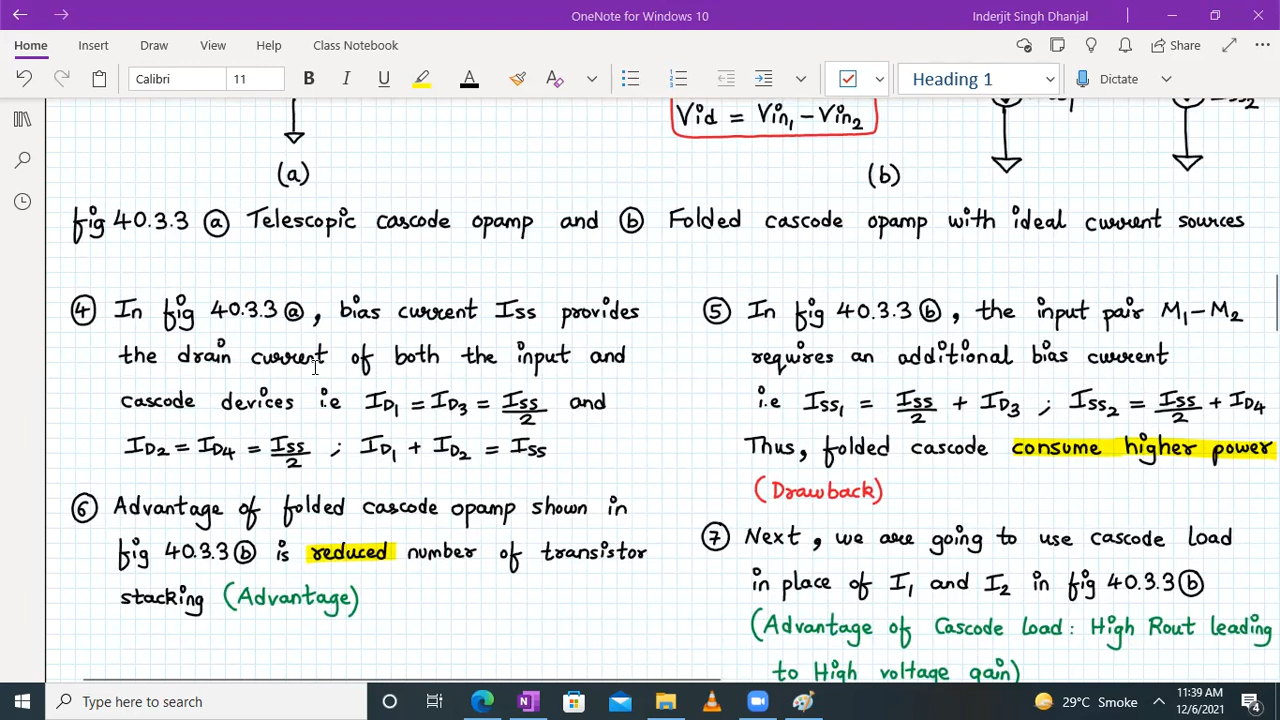 OneNote for Windows 10
Inderjit Singh Dhanjal
Home Insert Draw View Help Class Notebook
Share
Calibri 11 B I U A Heading 1 Dictate
Vid = Vin1 - Vin2
(a)
(b)
fig 40.3.3 ⓐ Telescopic cascode opamp and ⓑ Folded cascode opamp with ideal current sources
④ In fig 40.3.3 ⓐ, bias current Iss provides
the drain current of both the input and
cascode devices i.e ID1 = ID3 = Iss/2 and
ID2 = ID4 = Iss/2 ; ID1 + ID2 = Iss
⑥ Advantage of folded cascode opamp shown in
fig 40.3.3 ⓑ is reduced number of transistor
stacking (Advantage)
⑤ In fig 40.3.3 ⓑ, the input pair M1-M2
requires an additional bias current
i.e Iss1 = Iss/2 + ID3 ; Iss2 = Iss/2 + ID4
Thus, folded cascode consume higher power
(Drawback)
⑦ Next, we are going to use cascode load
in place of I1 and I2 in fig 40.3.3 ⓑ
(Advantage of Cascode Load: High Rout leading
to High voltage gain)
Type here to search
29°C Smoke
11:39 AM
12/6/2021
4